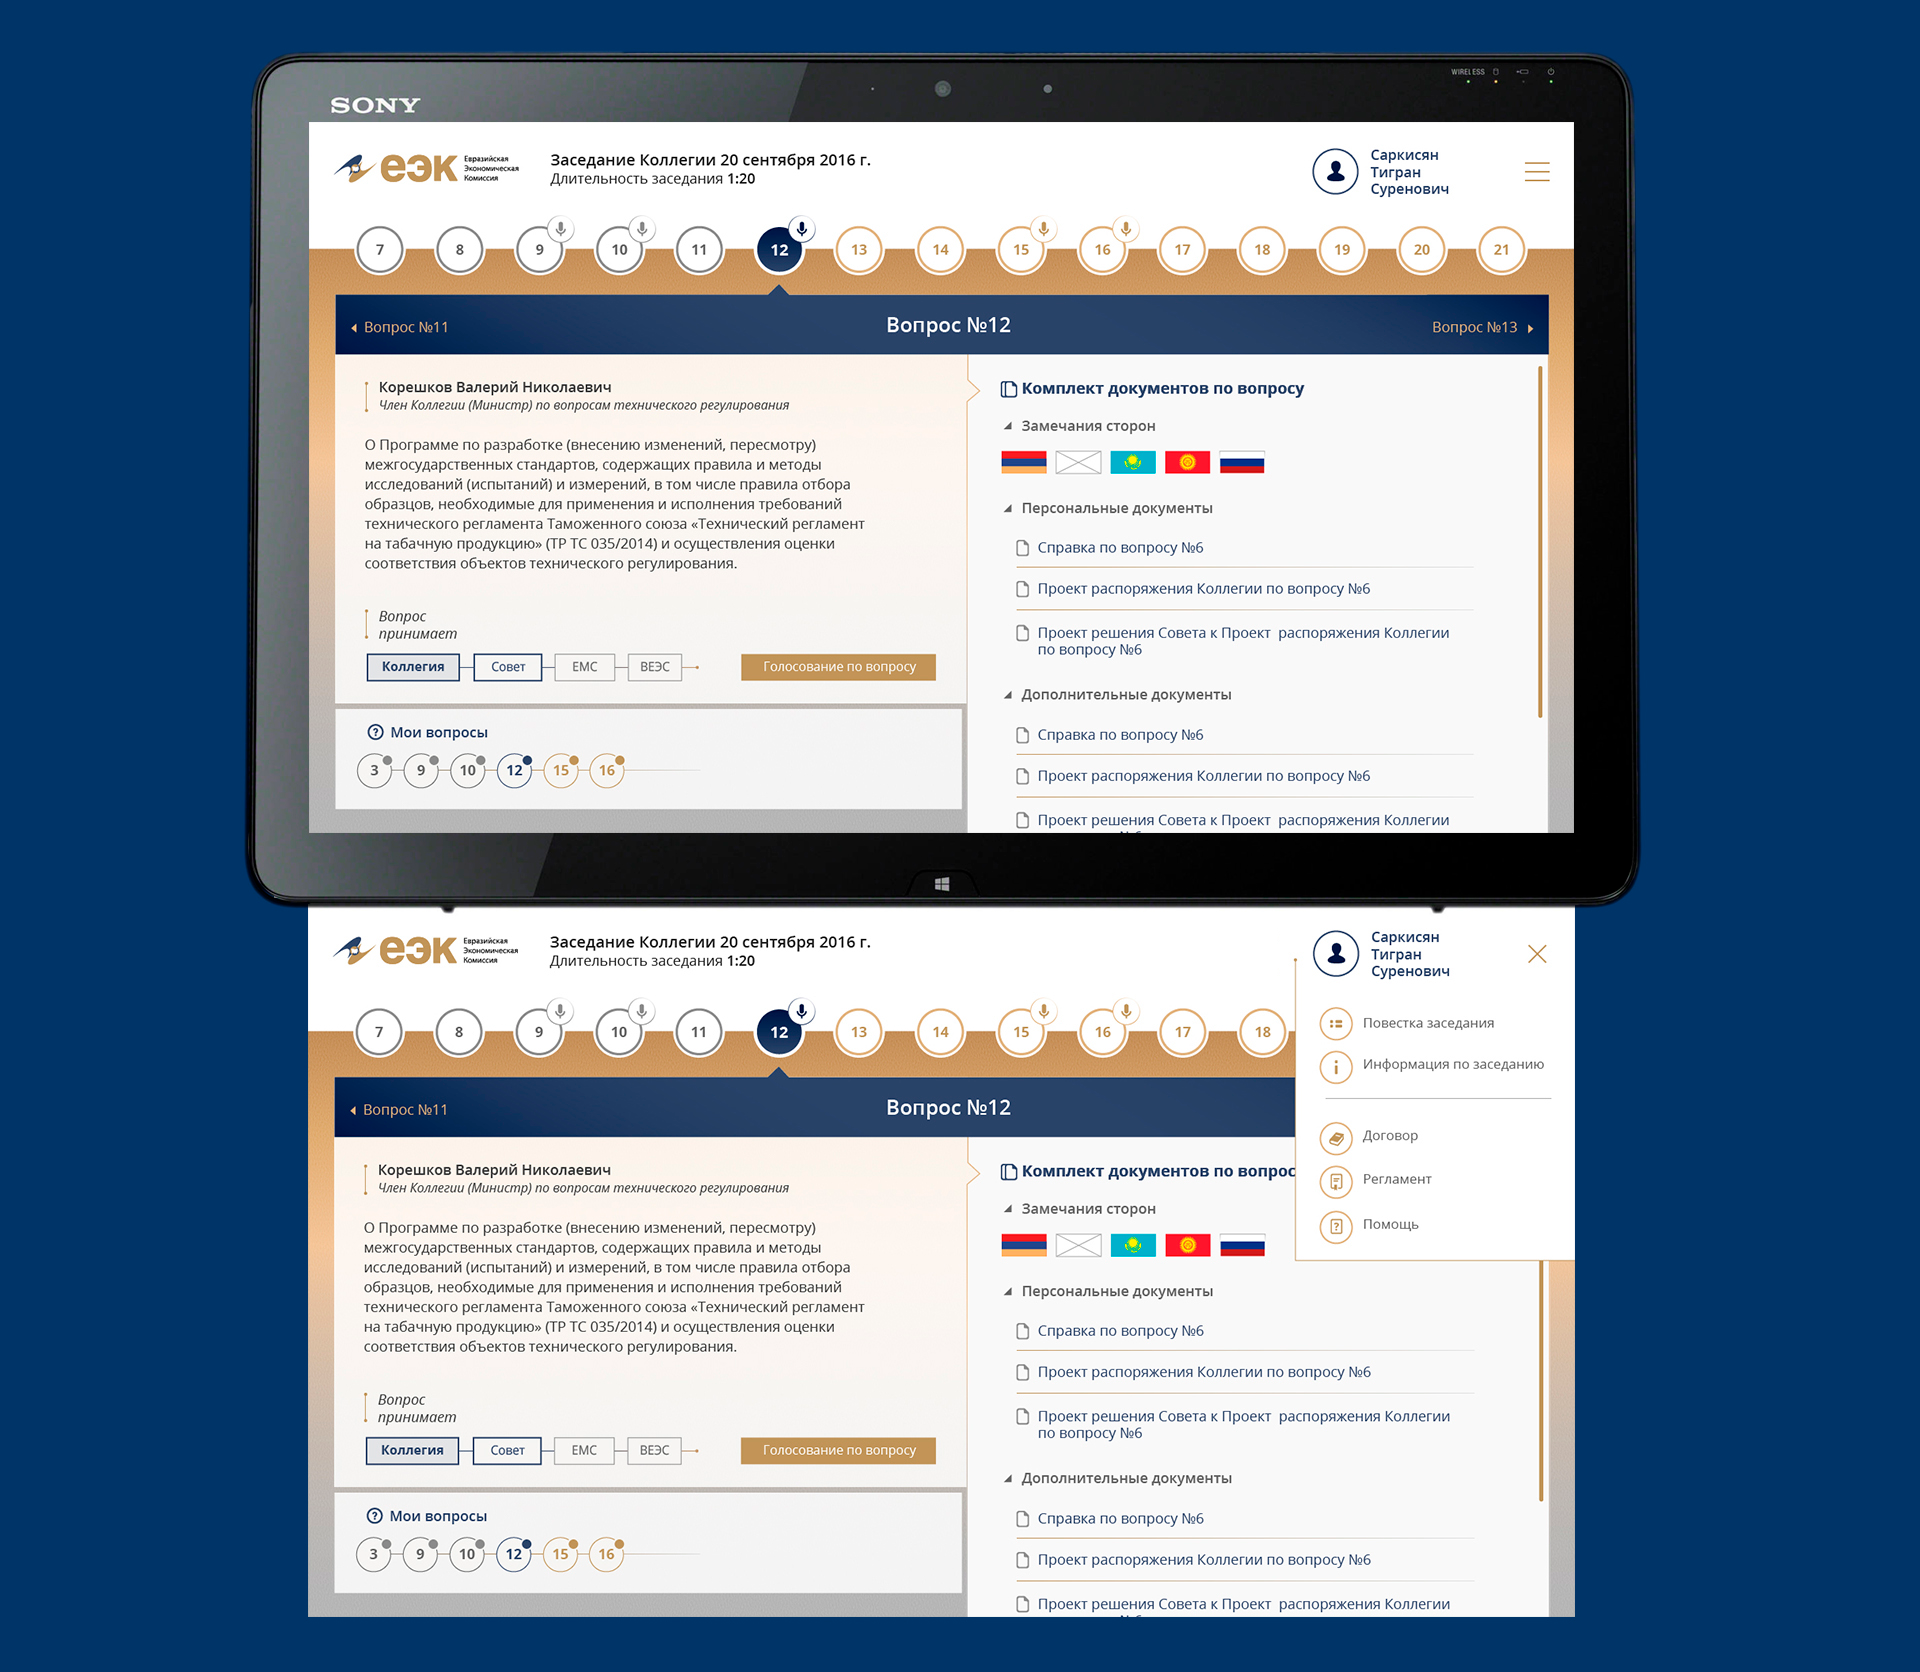 WIRELESS
SONY
ЕЭК Евразийская
Экономическая
Комиссия
Заседание Коллегии 20 сентября 2016 г.
Длительность заседания 1:20
Саркисян
Тигран
Суренович
7 8 9 10 11 12 13 14 15 16 17 18 19 20 21
Вопрос №11
Вопрос №12
Вопрос №13
Корешков Валерий Николаевич
Член Коллегии (Министр) по вопросам технического регулирования
О Программе по разработке (внесению изменений, пересмотру)
межгосударственных стандартов, содержащих правила и методы
исследований (испытаний) и измерений, в том числе правила отбора
образцов, необходимые для применения и исполнения требований
технического регламента Таможенного союза «Технический регламент
на табачную продукцию» (ТР ТС 035/2014) и осуществления оценки
соответствия объектов технического регулирования.
Вопрос
принимает
Коллегия Совет ЕМС ВЕЭС
Голосование по вопросу
Мои вопросы
3 9 10 12 15 16
Комплект документов по вопросу
Замечания сторон
Персональные документы
Справка по вопросу №6
Проект распоряжения Коллегии по вопросу №6
Проект решения Совета к Проект распоряжения Коллегии
по вопросу №6
Дополнительные документы
Справка по вопросу №6
Проект распоряжения Коллегии по вопросу №6
Проект решения Совета к Проект распоряжения Коллегии
ЕЭК Евразийская
Экономическая
Комиссия
Заседание Коллегии 20 сентября 2016 г.
Длительность заседания 1:20
Саркисян
Тигран
Суренович
Повестка заседания
Информация по заседанию
Договор
Регламент
Помощь
7 8 9 10 11 12 13 14 15 16 17 18
Вопрос №11
Вопрос №12
Корешков Валерий Николаевич
Член Коллегии (Министр) по вопросам технического регулирования
О Программе по разработке (внесению изменений, пересмотру)
межгосударственных стандартов, содержащих правила и методы
исследований (испытаний) и измерений, в том числе правила отбора
образцов, необходимые для применения и исполнения требований
технического регламента Таможенного союза «Технический регламент
на табачную продукцию» (ТР ТС 035/2014) и осуществления оценки
соответствия объектов технического регулирования.
Вопрос
принимает
Коллегия Совет ЕМС ВЕЭС
Голосование по вопросу
Мои вопросы
3 9 10 12 15 16
Комплект документов по вопрос
Замечания сторон
Персональные документы
Справка по вопросу №6
Проект распоряжения Коллегии по вопросу №6
Проект решения Совета к Проект распоряжения Коллегии
по вопросу №6
Дополнительные документы
Справка по вопросу №6
Проект распоряжения Коллегии по вопросу №6
Проект решения Совета к Проект распоряжения Коллегии